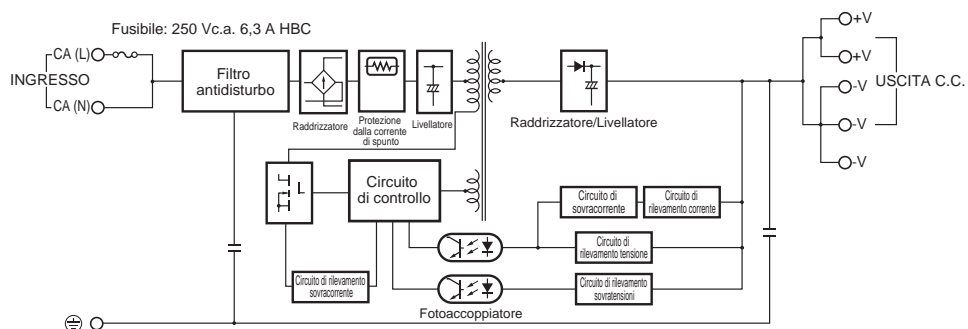 Fusibile: 250 Vc.a. 6,3 A HBC
CA (L)
INGRESSO
CA (N)
Filtro
antidisturbo
Raddrizzatore
Protezione
dalla corrente
di spunto
Livellatore
Raddrizzatore/Livellatore
+V
+V
-V
-V
-V
USCITA C.C.
Circuito
di controllo
Circuito di
sovracorrente
Circuito di
rilevamento corrente
Circuito di
rilevamento tensione
Circuito di rilevamento
sovracorrente
Circuito di rilevamento
sovratensioni
Fotoaccoppiatore